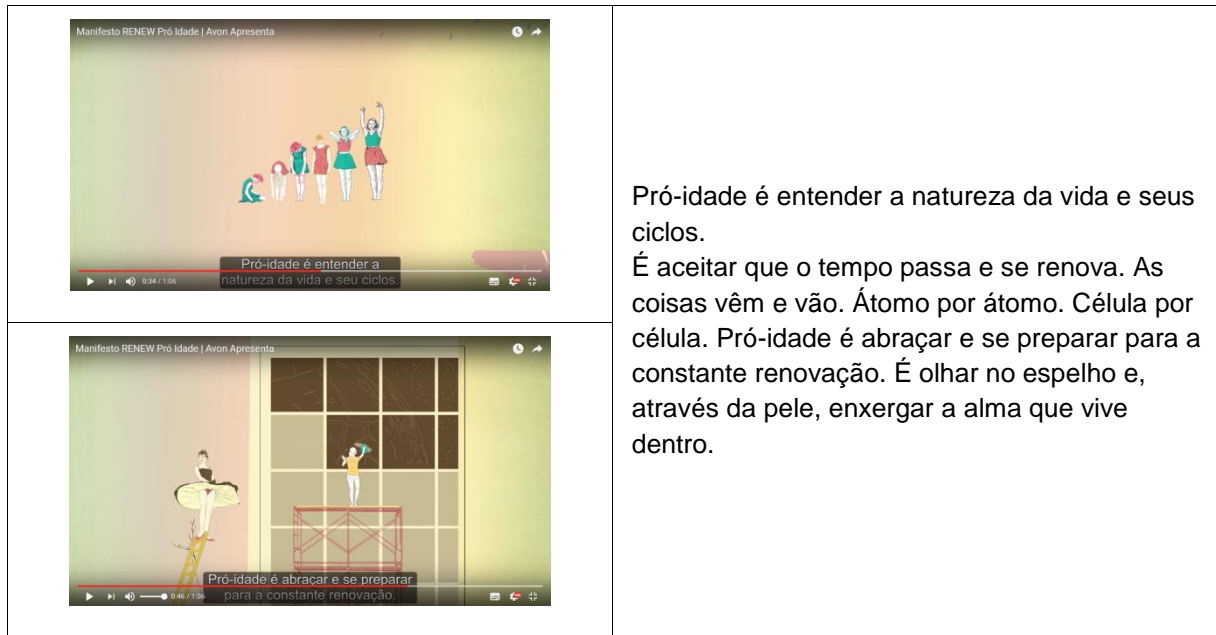 Manifesto RENEW Pró Idade | Avon Apresenta
Pró-idade é entender a
natureza da vida e seu ciclos.
0:34 / 1:06
Manifesto RENEW Pró Idade | Avon Apresenta
Pró-idade é abraçar e se preparar
para a constante renovação.
0:46 / 1:06
Pró-idade é entender a natureza da vida e seus
ciclos.
É aceitar que o tempo passa e se renova. As
coisas vêm e vão. Átomo por átomo. Célula por
célula. Pró-idade é abraçar e se preparar para a
constante renovação. É olhar no espelho e,
através da pele, enxergar a alma que vive
dentro.